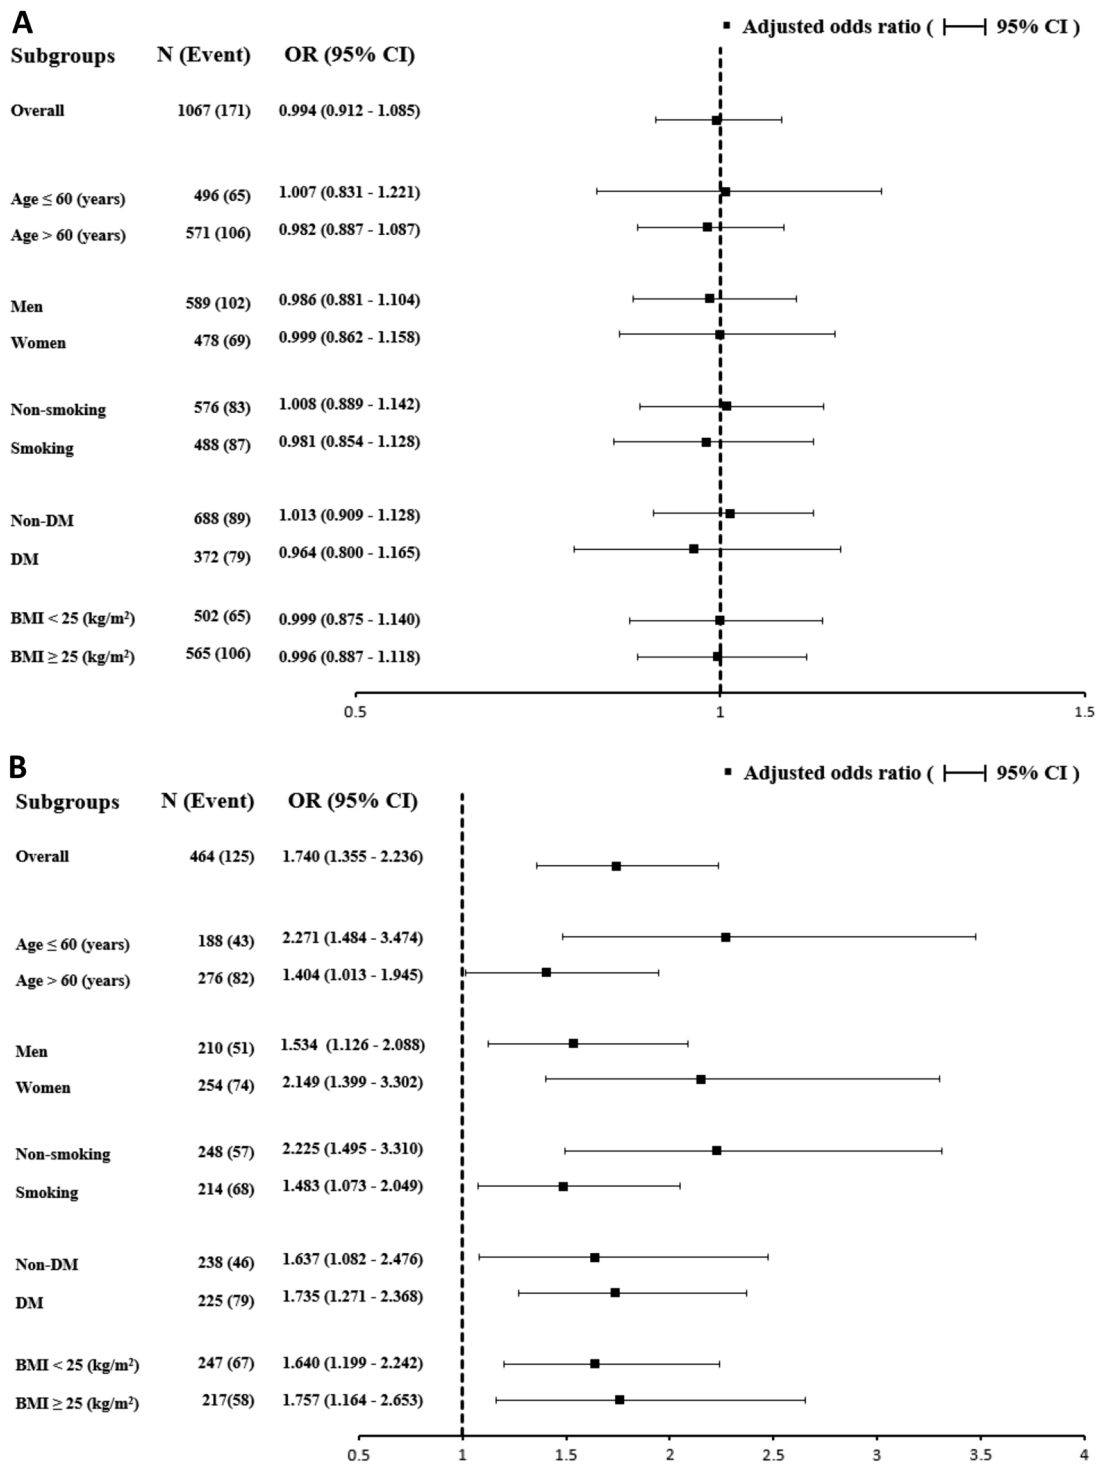 A
Adjusted odds ratio ( 95% CI )
Subgroups N (Event) OR (95% CI)
Overall 1067 (171) 0.994 (0.912 - 1.085)
Age ≤ 60 (years) 496 (65) 1.007 (0.831 - 1.221)
Age > 60 (years) 571 (106) 0.982 (0.887 - 1.087)
Men 589 (102) 0.986 (0.881 - 1.104)
Women 478 (69) 0.999 (0.862 - 1.158)
Non-smoking 576 (83) 1.008 (0.889 - 1.142)
Smoking 488 (87) 0.981 (0.854 - 1.128)
Non-DM 688 (89) 1.013 (0.909 - 1.128)
DM 372 (79) 0.964 (0.800 - 1.165)
BMI < 25 (kg/m²) 502 (65) 0.999 (0.875 - 1.140)
BMI ≥ 25 (kg/m²) 565 (106) 0.996 (0.887 - 1.118)
0.5 1 1.5
B
Adjusted odds ratio ( 95% CI )
Subgroups N (Event) OR (95% CI)
Overall 464 (125) 1.740 (1.355 - 2.236)
Age ≤ 60 (years) 188 (43) 2.271 (1.484 - 3.474)
Age > 60 (years) 276 (82) 1.404 (1.013 - 1.945)
Men 210 (51) 1.534 (1.126 - 2.088)
Women 254 (74) 2.149 (1.399 - 3.302)
Non-smoking 248 (57) 2.225 (1.495 - 3.310)
Smoking 214 (68) 1.483 (1.073 - 2.049)
Non-DM 238 (46) 1.637 (1.082 - 2.476)
DM 225 (79) 1.735 (1.271 - 2.368)
BMI < 25 (kg/m²) 247 (67) 1.640 (1.199 - 2.242)
BMI ≥ 25 (kg/m²) 217(58) 1.757 (1.164 - 2.653)
0.5 1 1.5 2 2.5 3 3.5 4